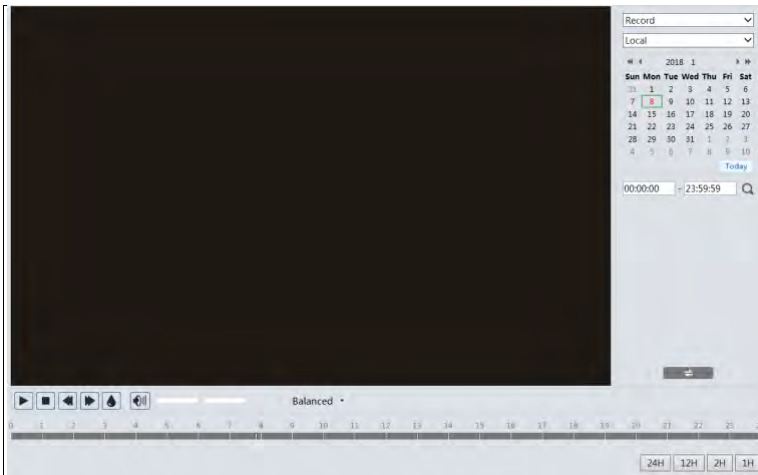 Record
Local
2018 1
Sun Mon Tue Wed Thu Fri Sat
31 1 2 3 4 5 6
7 8 9 10 11 12 13
14 15 16 17 18 19 20
21 22 23 24 25 26 27
28 29 30 31 1 2 3
4 5 6 7 8 9 10
Today
00:00:00 - 23:59:59
Balanced
0 1 2 3 4 5 6 7 8 9 10 11 12 13 14 15 16 17 18 19 20 21 22 23
24H 12H 2H 1H